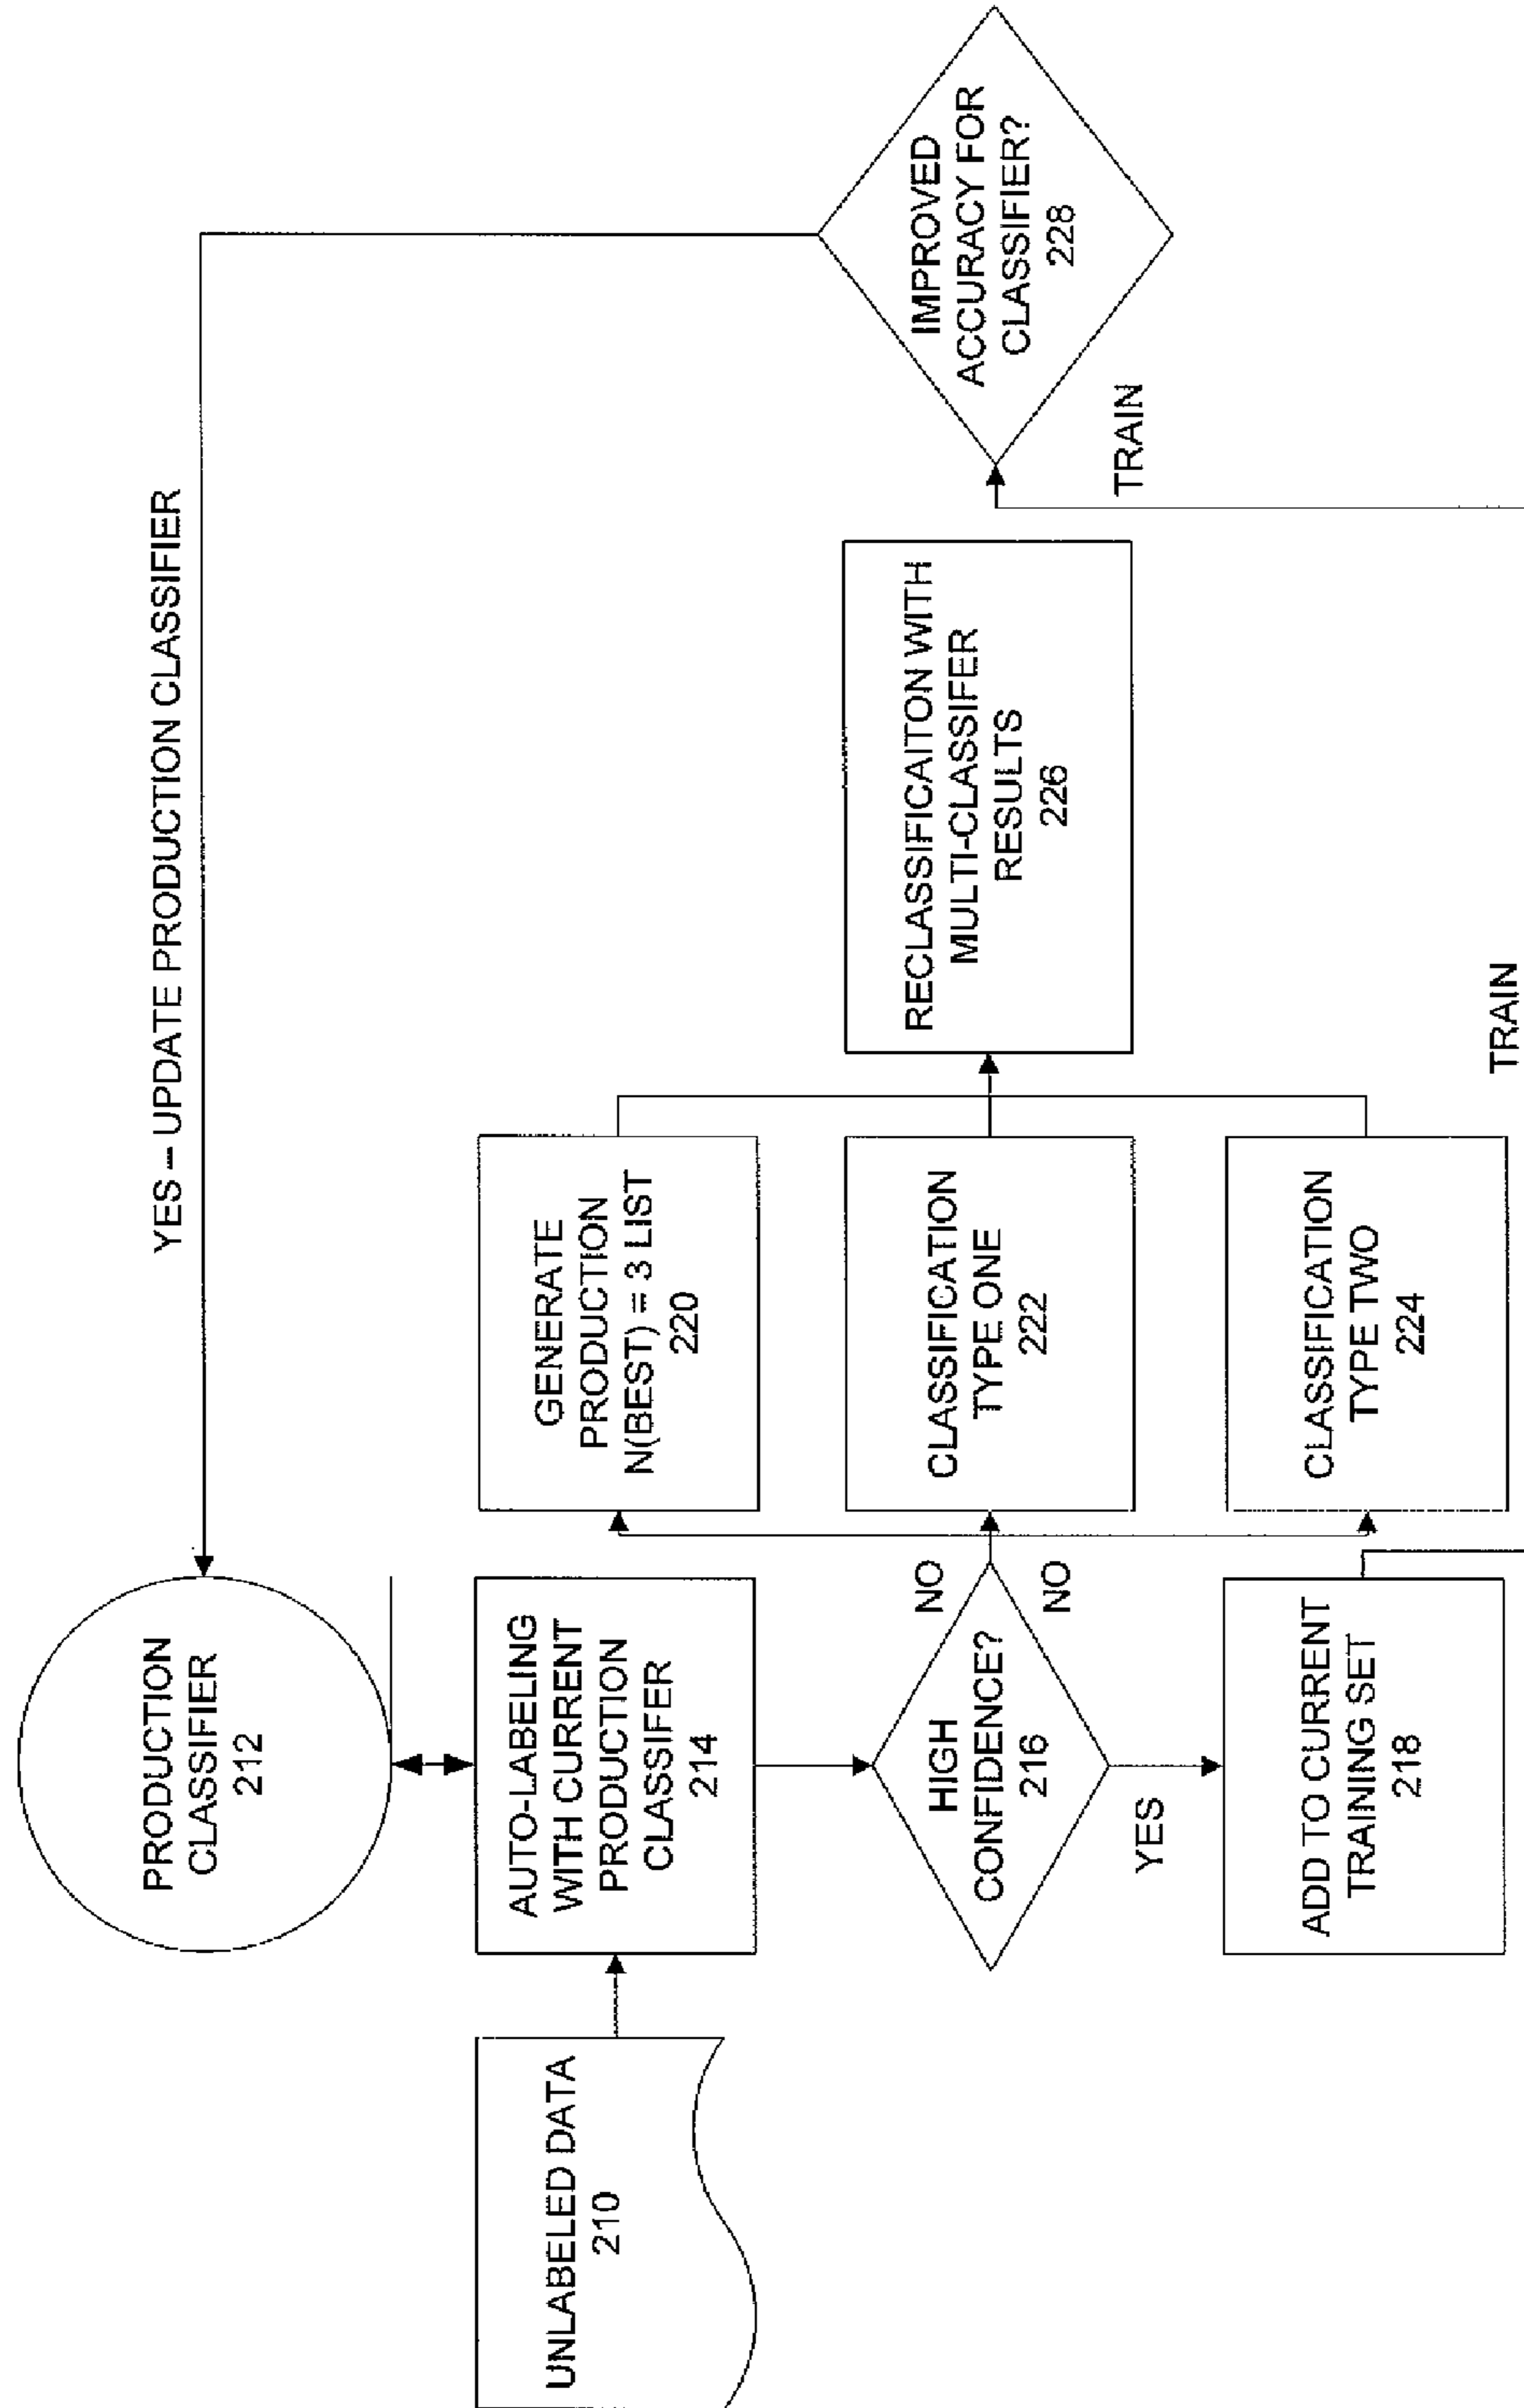 YES – UPDATE PRODUCTION CLASSIFIER
PRODUCTION
CLASSIFIER
212
UNLABELED DATA
210
AUTO-LABELING
WITH CURRENT
PRODUCTION
CLASSIFER
214
GENERATE
PRODUCTION
N(BEST) = 3 LIST
220
HIGH
CONFIDENCE?
216
NO
NO
YES
CLASSIFICATION
TYPE ONE
222
RECLASSIFICAITON WITH
MULTI-CLASSIFER
RESULTS
226
IMPROVED
ACCURACY FOR
CLASSIFIER?
228
TRAIN
ADD TO CURRENT
TRAINING SET
218
CLASSIFICATION
TYPE TWO
224
TRAIN